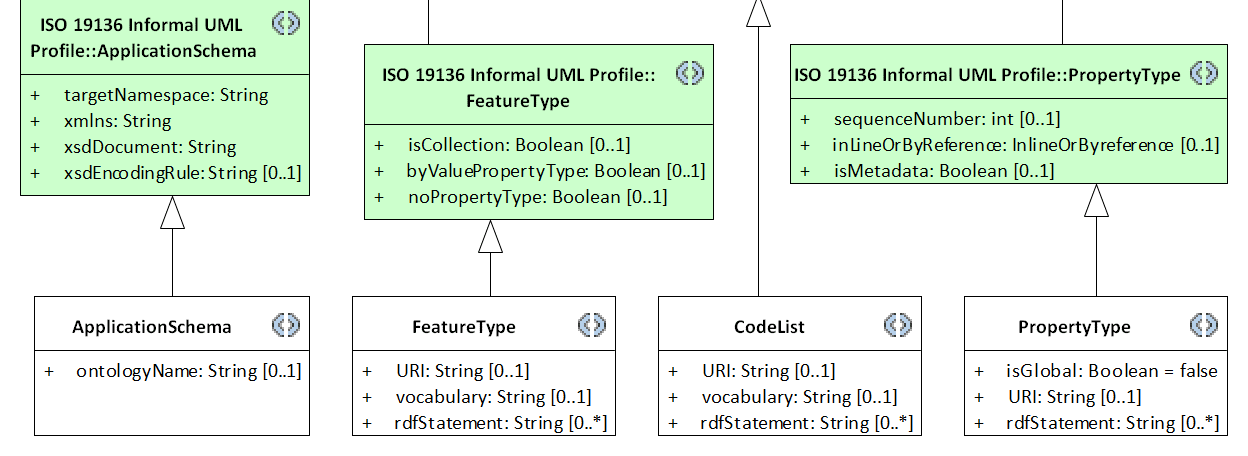 ISO 19136 Informal UML
Profile::ApplicationSchema
+ targetNamespace: String
+ xmlns: String
+ xsdDocument: String
+ xsdEncodingRule: String [0..1]
ISO 19136 Informal UML Profile::
FeatureType
+ isCollection: Boolean [0..1]
+ byValuePropertyType: Boolean [0..1]
+ noPropertyType: Boolean [0..1]
ISO 19136 Informal UML Profile::PropertyType
+ sequenceNumber: int [0..1]
+ inLineOrByReference: InlineOrByreference [0..1]
+ isMetadata: Boolean [0..1]
ApplicationSchema
+ ontologyName: String [0..1]
FeatureType
+ URI: String [0..1]
+ vocabulary: String [0..1]
+ rdfStatement: String [0..*]
CodeList
+ URI: String [0..1]
+ vocabulary: String [0..1]
+ rdfStatement: String [0..*]
PropertyType
+ isGlobal: Boolean = false
+ URI: String [0..1]
+ rdfStatement: String [0..*]